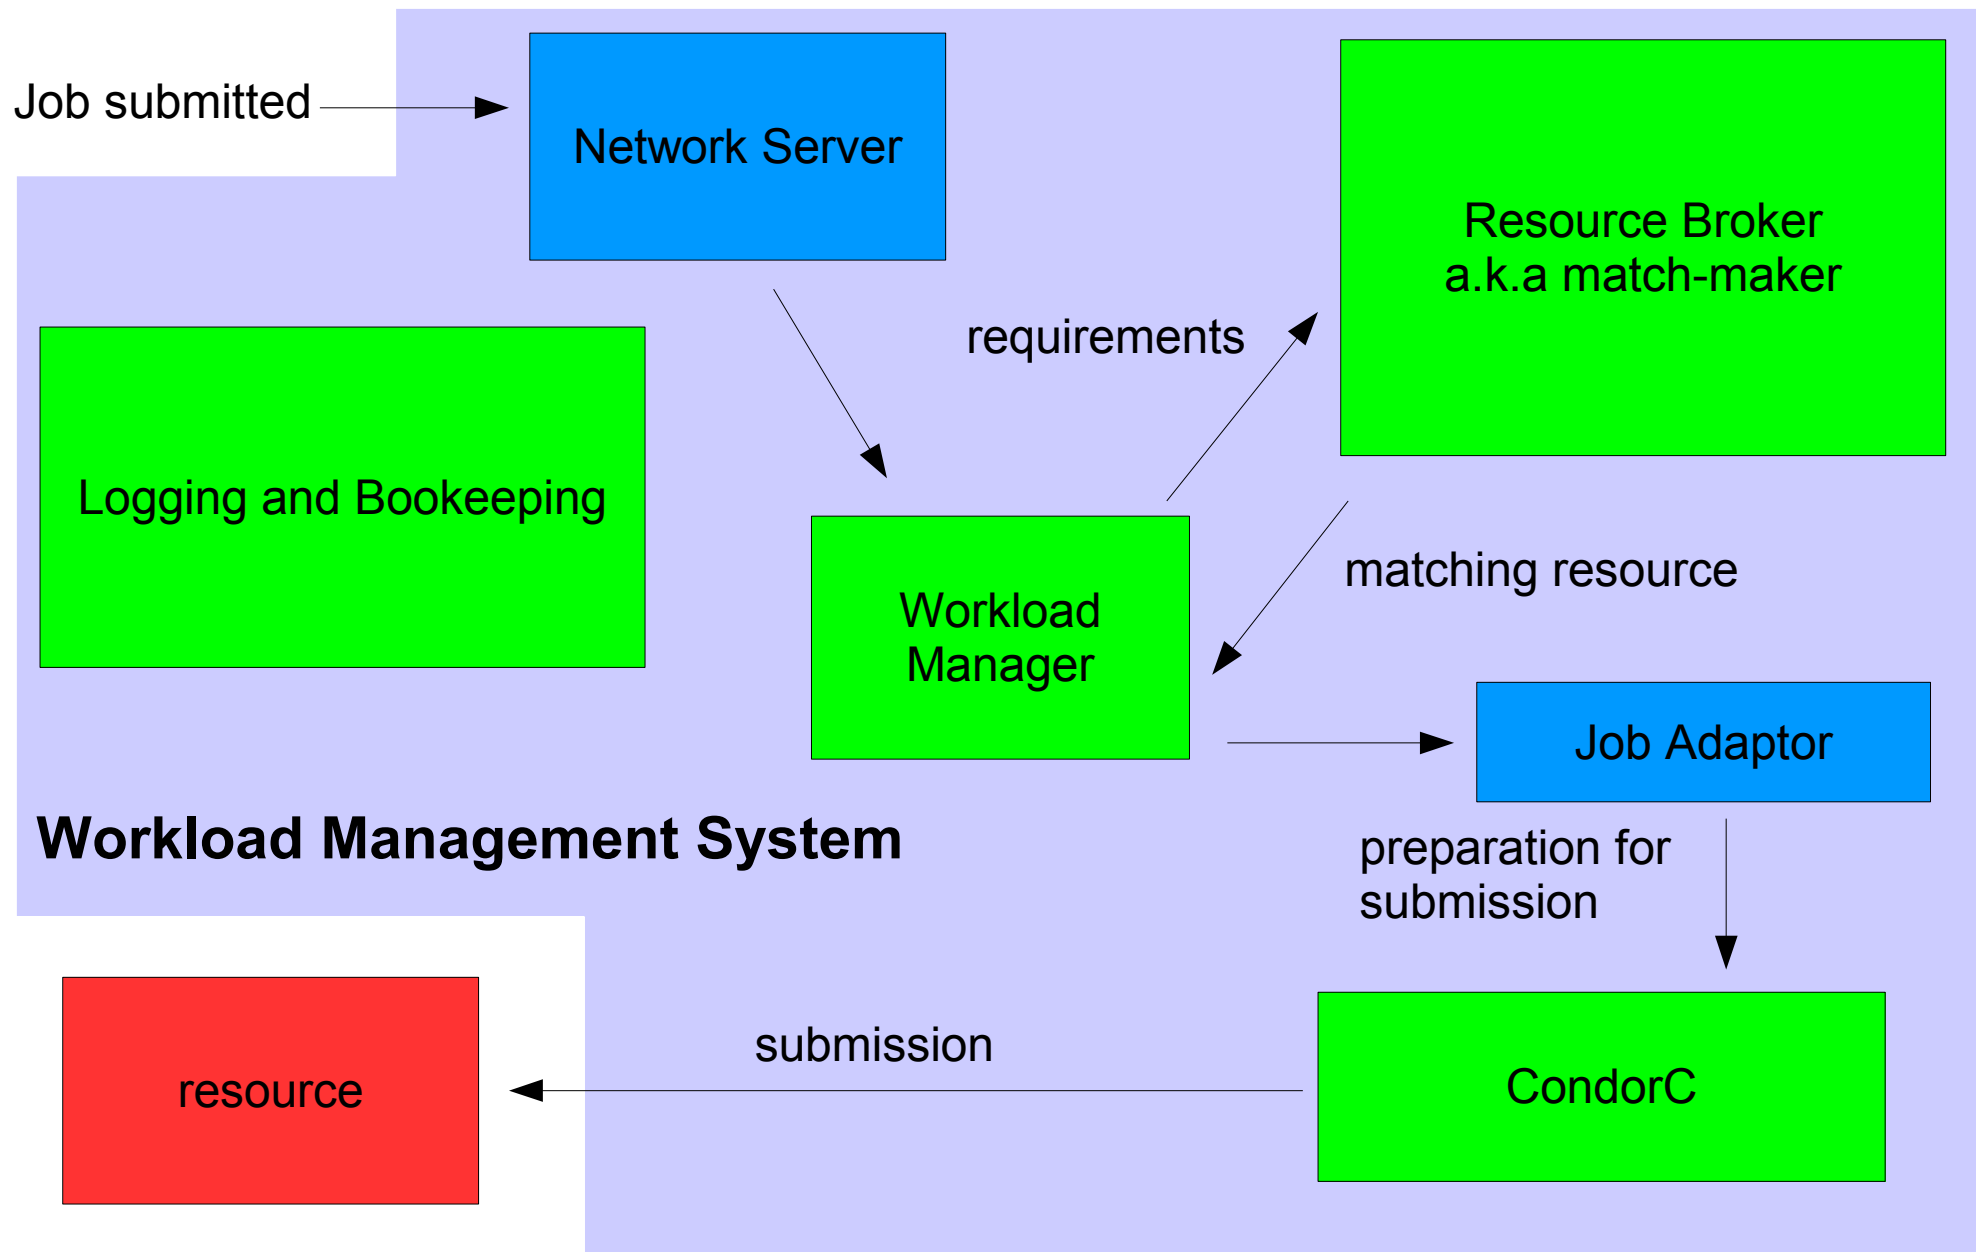 Job submitted
Network Server
Resource Broker
a.k.a match-maker
requirements
Logging and Bookeeping
matching resource
Workload
Manager
Job Adaptor
Workload Management System
preparation for
submission
submission
resource
CondorC